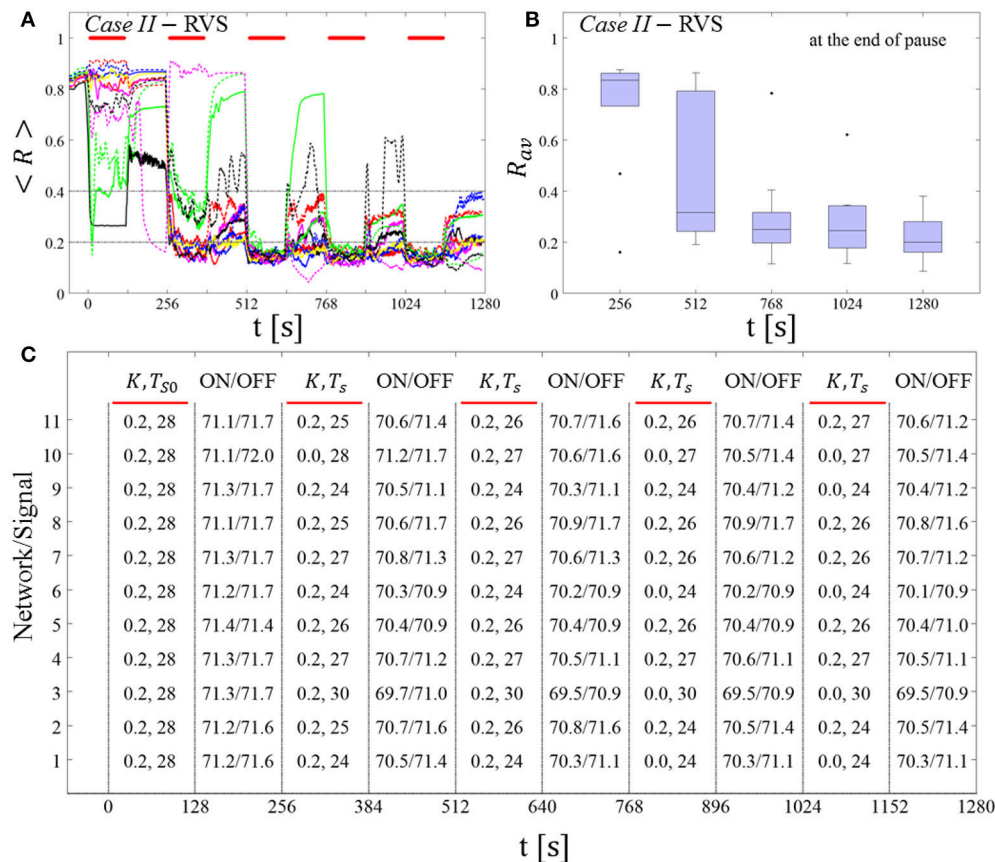 A
Case II – RVS
1
0.8
0.6
0.4
0.2
0
< R >
0 256 512 768 1024 1280
t [s]
B
Case II – RVS
at the end of pause
1
0.8
0.6
0.4
0.2
0
R_av
256 512 768 1024 1280
t [s]
C
K, T_S0 ON/OFF K, T_s ON/OFF K, T_s ON/OFF K, T_s ON/OFF K, T_s ON/OFF
11 0.2, 28 71.1/71.7 0.2, 25 70.6/71.4 0.2, 26 70.7/71.6 0.2, 26 70.7/71.4 0.2, 27 70.6/71.2
10 0.2, 28 71.1/72.0 0.0, 28 71.2/71.7 0.2, 27 70.6/71.6 0.0, 27 70.5/71.4 0.0, 27 70.5/71.4
9 0.2, 28 71.3/71.7 0.2, 24 70.5/71.1 0.2, 24 70.3/71.1 0.2, 24 70.4/71.2 0.0, 24 70.4/71.2
8 0.2, 28 71.1/71.7 0.2, 25 70.6/71.7 0.2, 26 70.9/71.7 0.2, 26 70.9/71.7 0.2, 26 70.8/71.6
7 0.2, 28 71.3/71.7 0.2, 27 70.8/71.3 0.2, 27 70.6/71.3 0.2, 26 70.6/71.2 0.2, 26 70.7/71.2
6 0.2, 28 71.2/71.7 0.2, 24 70.3/70.9 0.2, 24 70.2/70.9 0.0, 24 70.2/70.9 0.0, 24 70.1/70.9
5 0.2, 28 71.4/71.4 0.2, 26 70.4/70.9 0.2, 26 70.4/70.9 0.2, 26 70.4/70.9 0.2, 26 70.4/71.0
4 0.2, 28 71.3/71.7 0.2, 27 70.7/71.2 0.2, 27 70.5/71.1 0.2, 27 70.6/71.1 0.2, 27 70.5/71.1
3 0.2, 28 71.3/71.7 0.2, 30 69.7/71.0 0.2, 30 69.5/70.9 0.0, 30 69.5/70.9 0.0, 30 69.5/70.9
2 0.2, 28 71.2/71.6 0.2, 25 70.7/71.6 0.2, 26 70.8/71.6 0.2, 24 70.5/71.4 0.2, 24 70.5/71.4
1 0.2, 28 71.2/71.6 0.2, 24 70.5/71.4 0.2, 24 70.3/71.1 0.0, 24 70.3/71.1 0.0, 24 70.3/71.1
Network/Signal
0 128 256 384 512 640 768 896 1024 1152 1280
t [s]